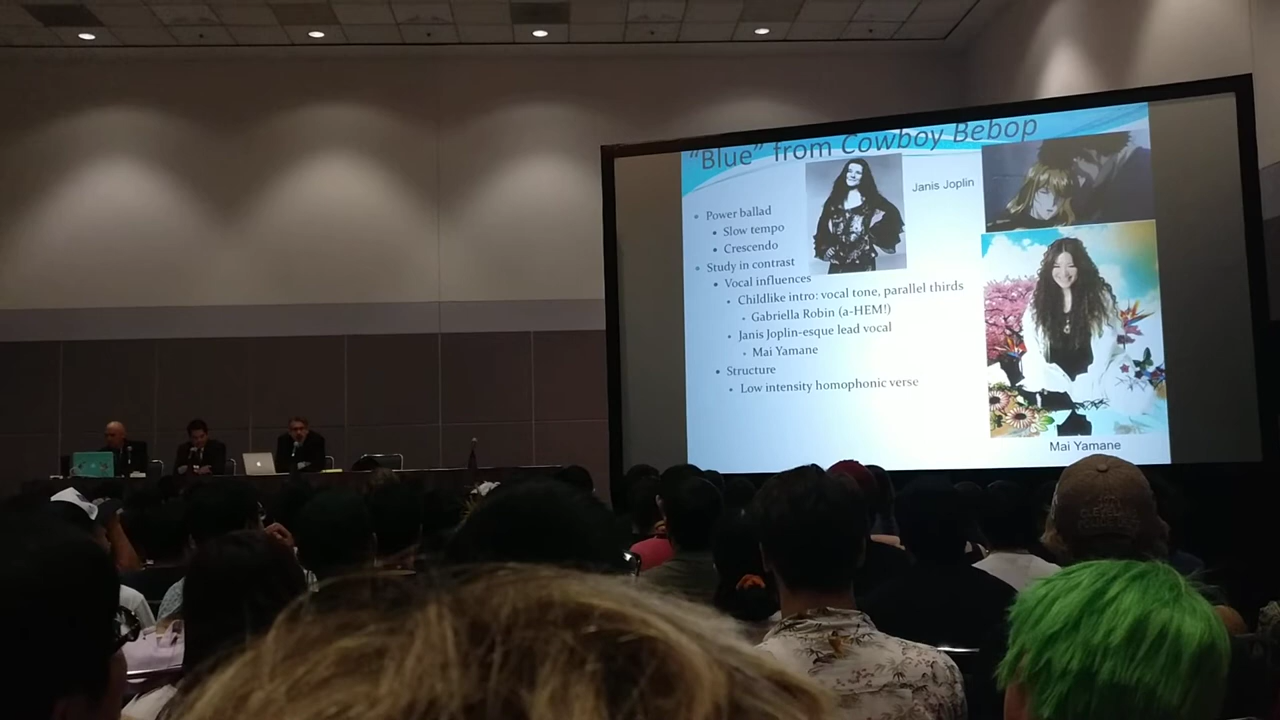 “Blue” from Cowboy Bebop
Janis Joplin
Power ballad
Slow tempo
Crescendo
Study in contrast
Vocal influences
Childlike intro: vocal tone, parallel thirds
Gabriella Robin (a-HEM!)
Janis Joplin-esque lead vocal
Mai Yamane
Structure
Low intensity homophonic verse
Mai Yamane
CLEVELAND